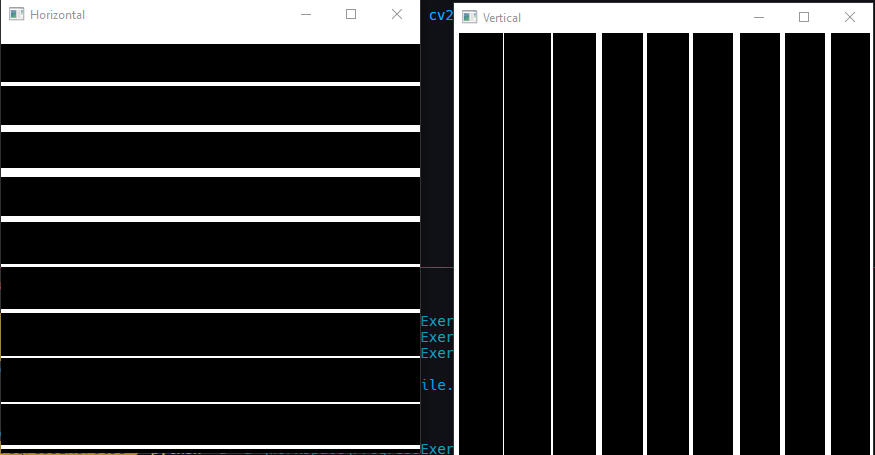 Horizontal
cv2
Vertical
Exer
Exer
Exer
ile.
Exer